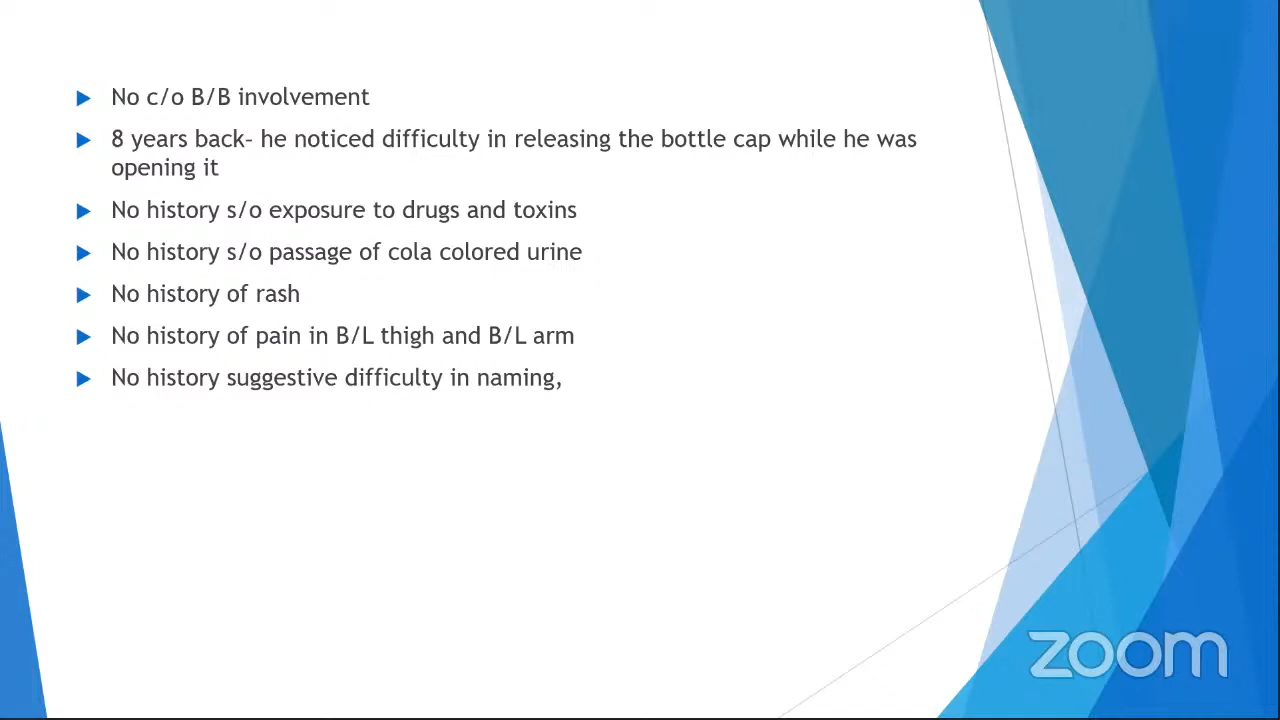 No c/o B/B involvement
8 years back- he noticed difficulty in releasing the bottle cap while he was
opening it
No history s/o exposure to drugs and toxins
No history s/o passage of cola colored urine
No history of rash
No history of pain in B/L thigh and B/L arm
No history suggestive difficulty in naming,
zoom